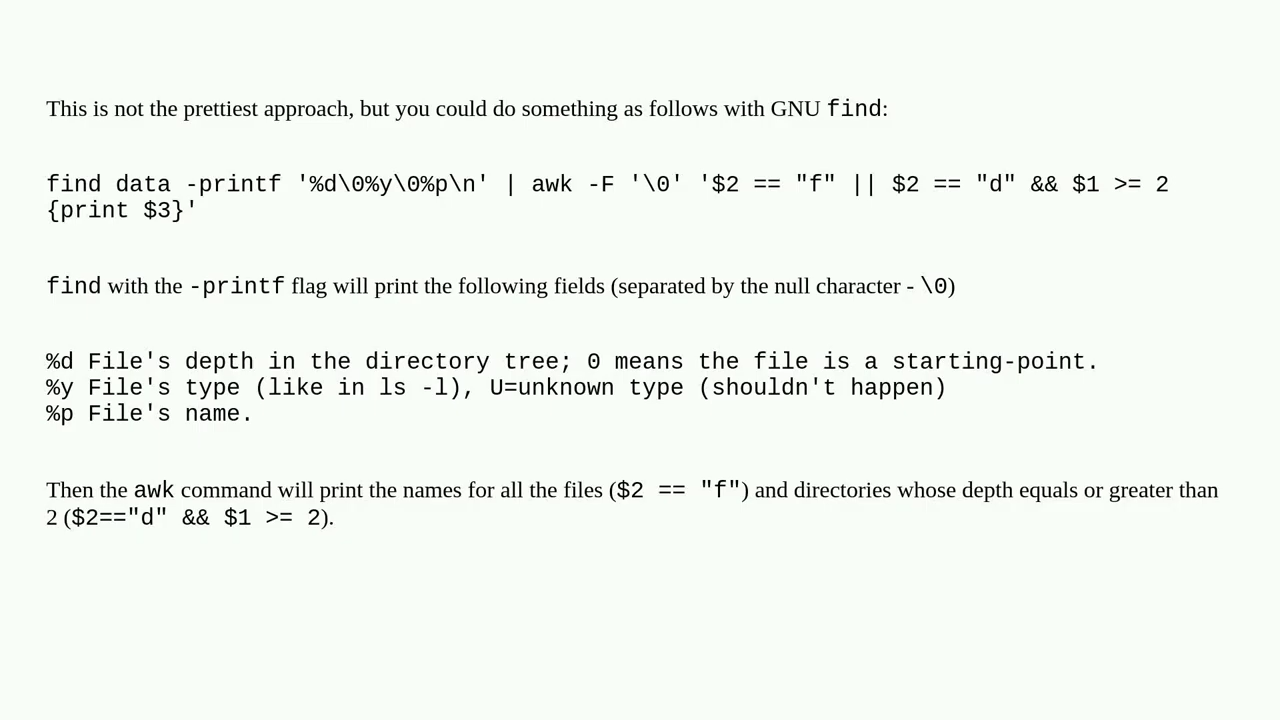 This is not the prettiest approach, but you could do something as follows with GNU find:
find data -printf '%d\0%y\0%p\n' | awk -F '\0' '$2 == "f" || $2 == "d" && $1 >= 2
{print $3}'
find with the -printf flag will print the following fields (separated by the null character - \0)
%d File's depth in the directory tree; 0 means the file is a starting-point.
%y File's type (like in ls -l), U=unknown type (shouldn't happen)
%p File's name.
Then the awk command will print the names for all the files ($2 == "f") and directories whose depth equals or greater than
2 ($2=="d" && $1 >= 2).